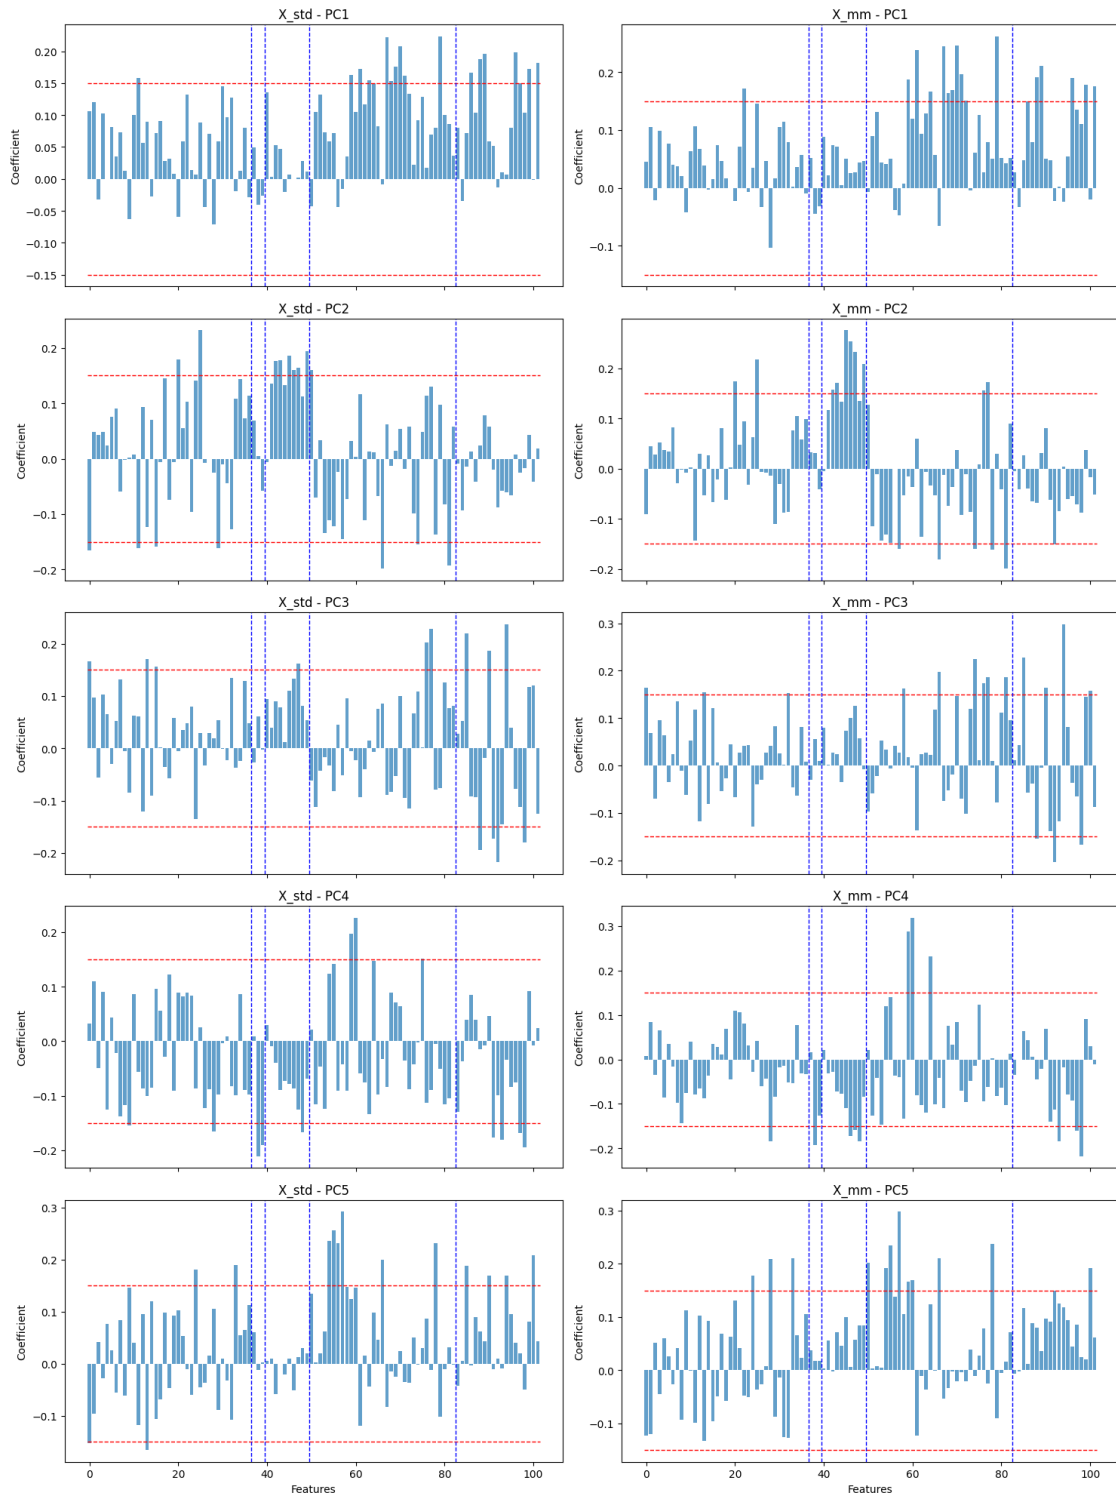 X_std - PC1
0.20
0.15
0.10
0.05
0.00
−0.05
−0.10
−0.15
Coefficient
X_mm - PC1
0.2
0.1
0.0
−0.1
Coefficient
X_std - PC2
0.2
0.1
0.0
−0.1
−0.2
Coefficient
X_mm - PC2
0.2
0.1
0.0
−0.1
−0.2
Coefficient
X_std - PC3
0.2
0.1
0.0
−0.1
−0.2
Coefficient
X_mm - PC3
0.3
0.2
0.1
0.0
−0.1
−0.2
Coefficient
X_std - PC4
0.2
0.1
0.0
−0.1
−0.2
Coefficient
X_mm - PC4
0.3
0.2
0.1
0.0
−0.1
−0.2
Coefficient
X_std - PC5
0.3
0.2
0.1
0.0
−0.1
Coefficient
0 20 40 60 80 100
Features
X_mm - PC5
0.3
0.2
0.1
0.0
−0.1
Coefficient
0 20 40 60 80 100
Features